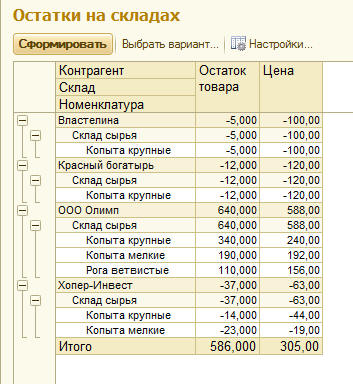 Остатки на складах
Сформировать Выбрать вариант... Настройки...
Контрагент Остаток товара Цена
Склад
Номенклатура
Властелина -5,000 -100,00
Склад сырья -5,000 -100,00
Копыта крупные -5,000 -100,00
Красный богатырь -12,000 -120,00
Склад сырья -12,000 -120,00
Копыта крупные -12,000 -120,00
ООО Олимп 640,000 588,00
Склад сырья 640,000 588,00
Копыта крупные 340,000 240,00
Копыта мелкие 190,000 192,00
Рога ветвистые 110,000 156,00
Хопер-Инвест -37,000 -63,00
Склад сырья -37,000 -63,00
Копыта крупные -14,000 -44,00
Копыта мелкие -23,000 -19,00
Итого 586,000 305,00